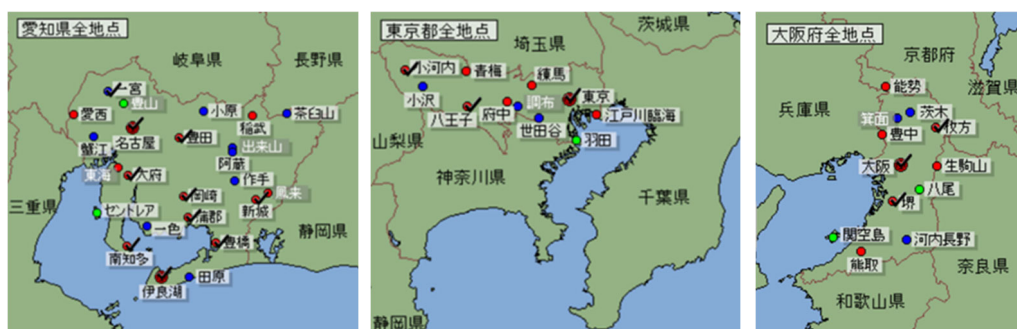 愛知県全地点
岐阜県
長野県
一宮
豊山
愛西
小原
稲武
茶臼山
名古屋
豊田
出来山
蟹江
阿蔵
東海
大府
作手
三重県
岡崎
鳳来
新城
セントレア
蒲郡
一色
豊橋
静岡県
南知多
伊良湖
田原
東京都全地点
埼玉県
茨城県
小河内
青梅
練馬
小沢
調布
東京
八王子
府中
江戸川臨海
世田谷
羽田
山梨県
神奈川県
千葉県
静岡県
大阪府全地点
京都府
滋賀県
能勢
兵庫県
茨木
箕面
枚方
豊中
大阪
生駒山
八尾
堺
関空島
河内長野
熊取
奈良県
和歌山県